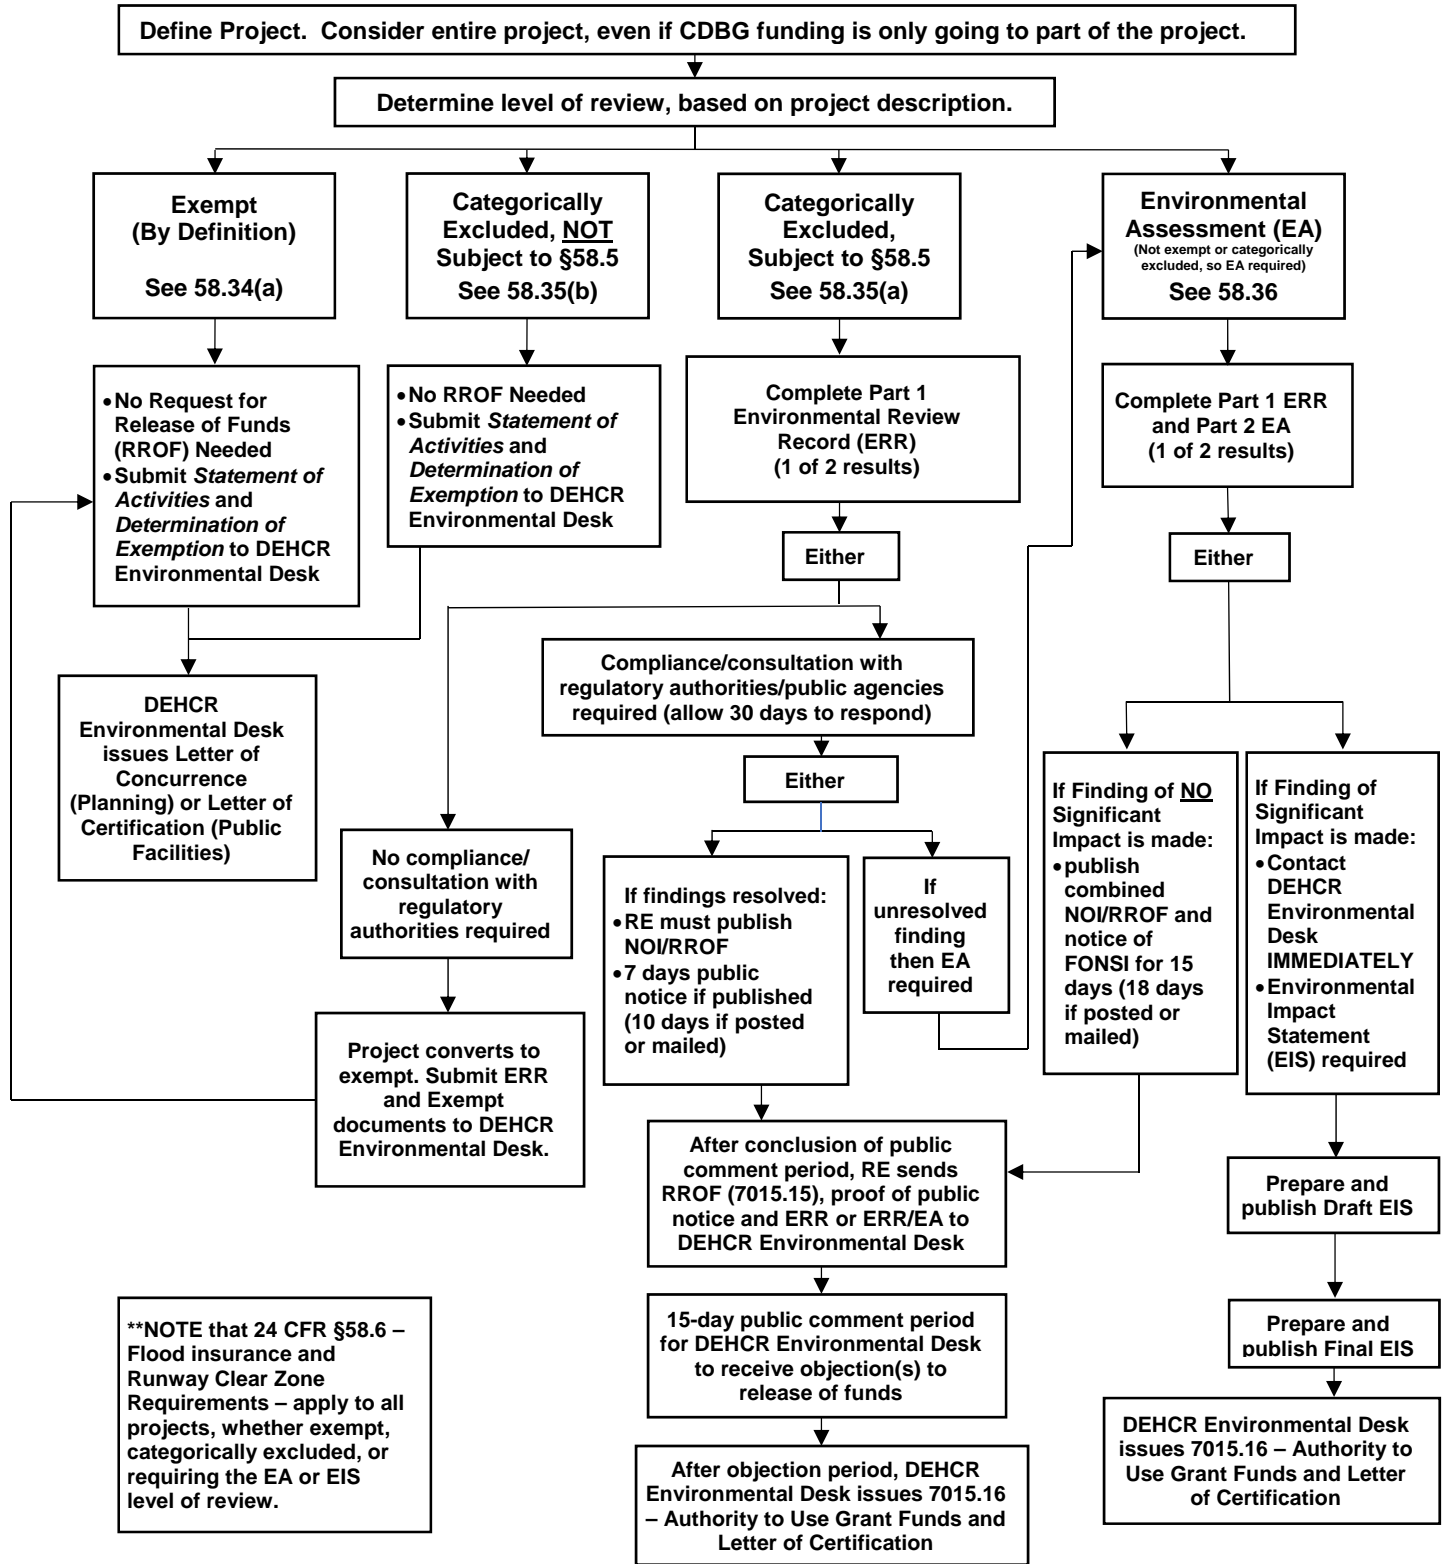 Define Project.  Consider entire project, even if CDBG funding is only going to part of the project.
Determine level of review, based on project description.
Exempt
(By Definition)
See 58.34(a)
Categorically
Excluded, NOT
Subject to §58.5
See 58.35(b)
Categorically
Excluded,
Subject to §58.5
See 58.35(a)
Environmental
Assessment (EA)
(Not exempt or categorically
excluded, so EA required)
See 58.36
•No Request for
Release of Funds
(RROF) Needed
•Submit Statement of
Activities and
Determination of
Exemption to DEHCR
Environmental Desk
•No RROF Needed
•Submit Statement of
Activities and
Determination of
Exemption to DEHCR
Environmental Desk
Complete Part 1
Environmental Review
Record (ERR)
(1 of 2 results)
Complete Part 1 ERR
and Part 2 EA
(1 of 2 results)
Either
Either
Compliance/consultation with
regulatory authorities/public agencies
required (allow 30 days to respond)
DEHCR
Environmental Desk
issues Letter of
Concurrence
(Planning) or Letter of
Certification (Public
Facilities)
Either
No compliance/
consultation with
regulatory
authorities required
If findings resolved:
•RE must publish
NOI/RROF
•7 days public
notice if published
(10 days if posted
or mailed)
If
unresolved
finding
then EA
required
If Finding of NO
Significant
Impact is made:
•publish
combined
NOI/RROF and
notice of
FONSI for 15
days (18 days
if posted or
mailed)
If Finding of
Significant
Impact is made:
•Contact
DEHCR
Environmental
Desk
IMMEDIATELY
•Environmental
Impact
Statement
(EIS) required
Project converts to
exempt. Submit ERR
and Exempt
documents to DEHCR
Environmental Desk.
After conclusion of public
comment period, RE sends
RROF (7015.15), proof of public
notice and ERR or ERR/EA to
DEHCR Environmental Desk
Prepare and
publish Draft EIS
**NOTE that 24 CFR §58.6 –
Flood insurance and
Runway Clear Zone
Requirements – apply to all
projects, whether exempt,
categorically excluded, or
requiring the EA or EIS
level of review.
15-day public comment period
for DEHCR Environmental Desk
to receive objection(s) to
release of funds
Prepare and
publish Final EIS
After objection period, DEHCR
Environmental Desk issues 7015.16
– Authority to Use Grant Funds and
Letter of Certification
DEHCR Environmental Desk
issues 7015.16 – Authority to
Use Grant Funds and Letter
of Certification